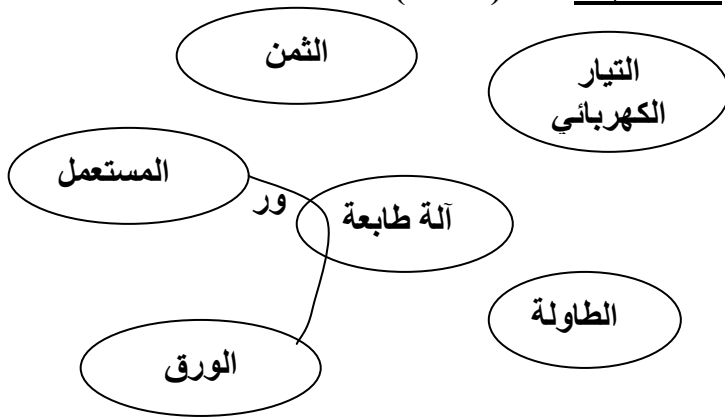 الثمن
التيار
الكهربائي
المستعمل
ور
آلة طابعة
الطاولة
الورق